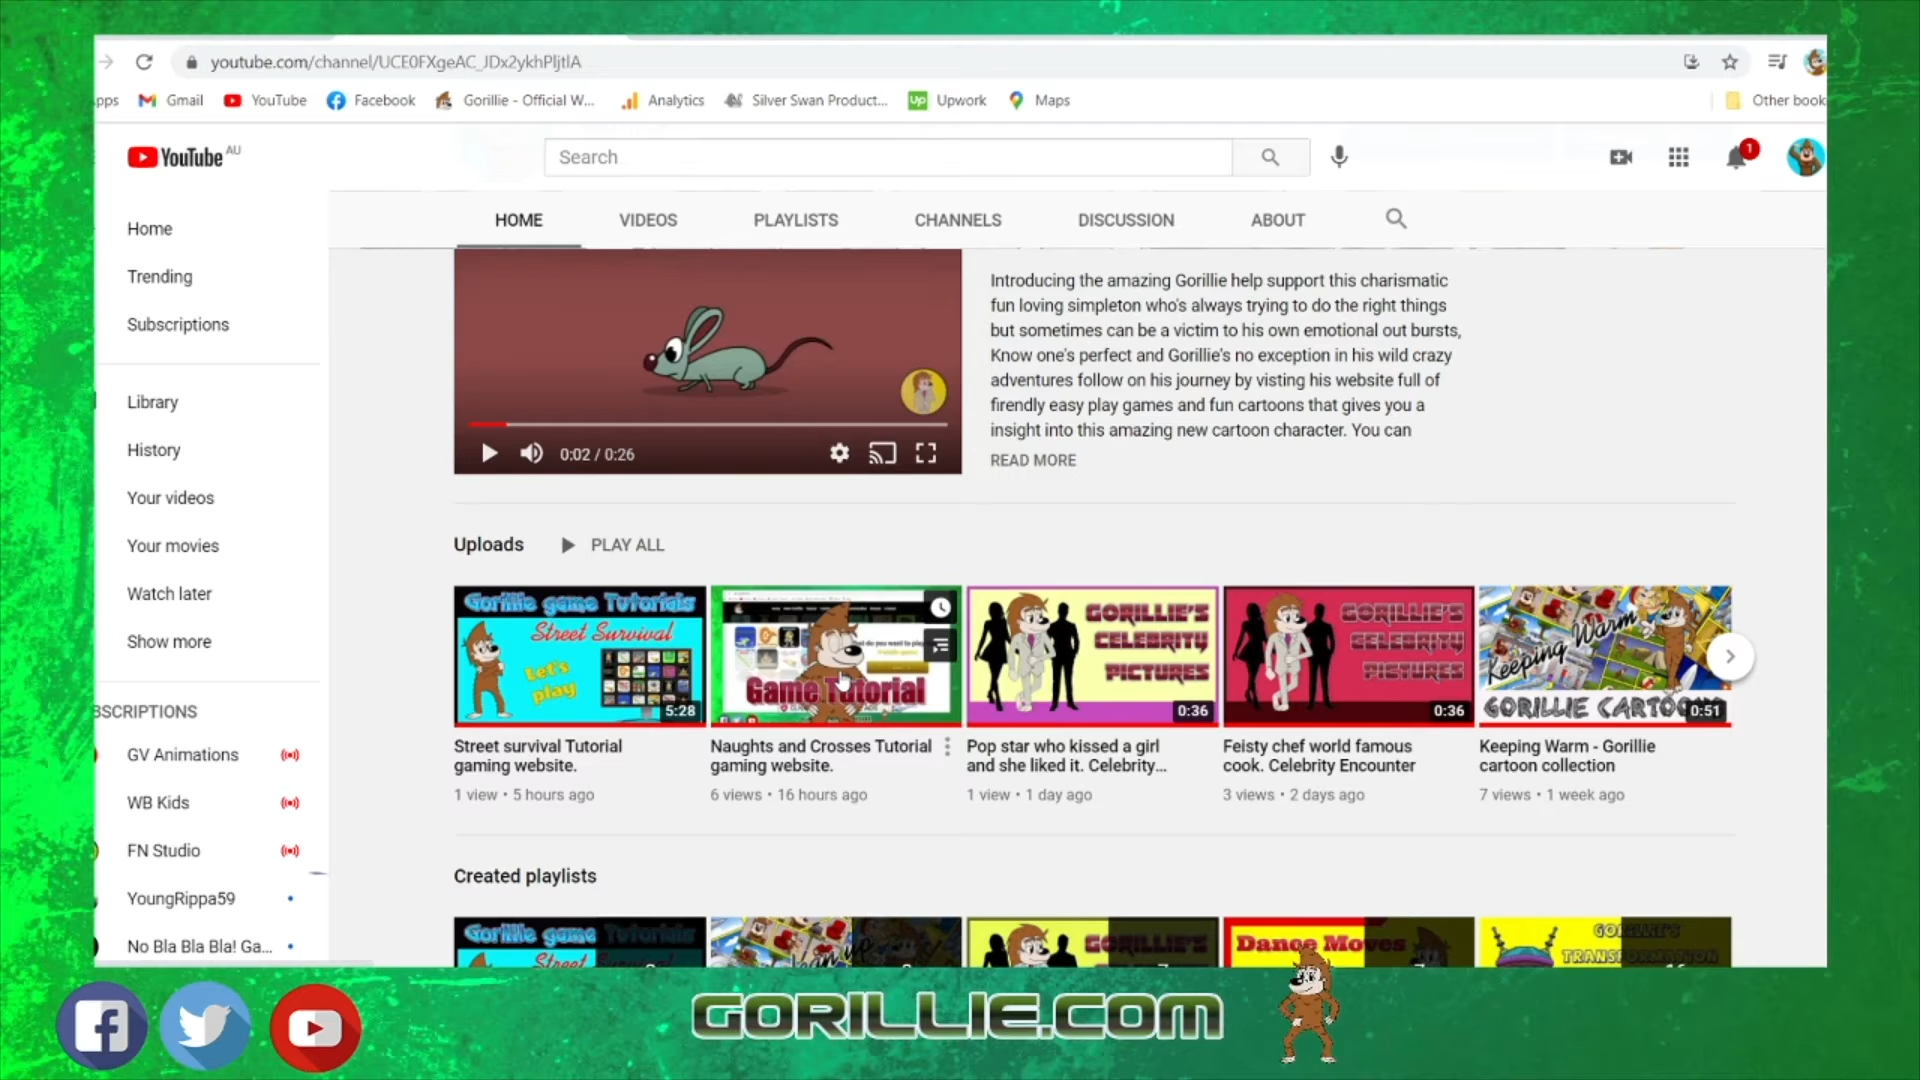 youtube.com/channel/UCE0FXgeAC_JDx2ykhPljtlA
pps Gmail YouTube Facebook Gorillie - Official W... Analytics Silver Swan Product... Upwork Maps Other book
YouTube AU
Search
1
HOME VIDEOS PLAYLISTS CHANNELS DISCUSSION ABOUT
Home
Trending
Subscriptions
Library
History
Your videos
Your movies
Watch later
Show more
BSCRIPTIONS
GV Animations
WB Kids
FN Studio
YoungRippa59
No Bla Bla Bla! Ga...
0:02 / 0:26
Introducing the amazing Gorillie help support this charismatic
fun loving simpleton who's always trying to do the right things
but sometimes can be a victim to his own emotional out bursts,
Know one's perfect and Gorillie's no exception in his wild crazy
adventures follow on his journey by visting his website full of
firendly easy play games and fun cartoons that gives you a
insight into this amazing new cartoon character. You can
READ MORE
Uploads PLAY ALL
Gorillie game Tutorials
Street Survival
Let's
play
5:28
Game Tutorial
GORILLIE'S
CELEBRITY
PICTURES
0:36
GORILLIE'S
CELEBRITY
PICTURES
0:36
Keeping Warm
GORILLIE CARTOO
0:51
Street survival Tutorial
gaming website.
1 view • 5 hours ago
Naughts and Crosses Tutorial
gaming website.
6 views • 16 hours ago
Pop star who kissed a girl
and she liked it. Celebrity...
1 view • 1 day ago
Feisty chef world famous
cook. Celebrity Encounter
3 views • 2 days ago
Keeping Warm - Gorillie
cartoon collection
7 views • 1 week ago
Created playlists
Gorillie game Tutorials
Street Survival
GORILLIE'S
Dance Moves
GORILLIE'S
TRANSFORMATION
GORILLIE.COM